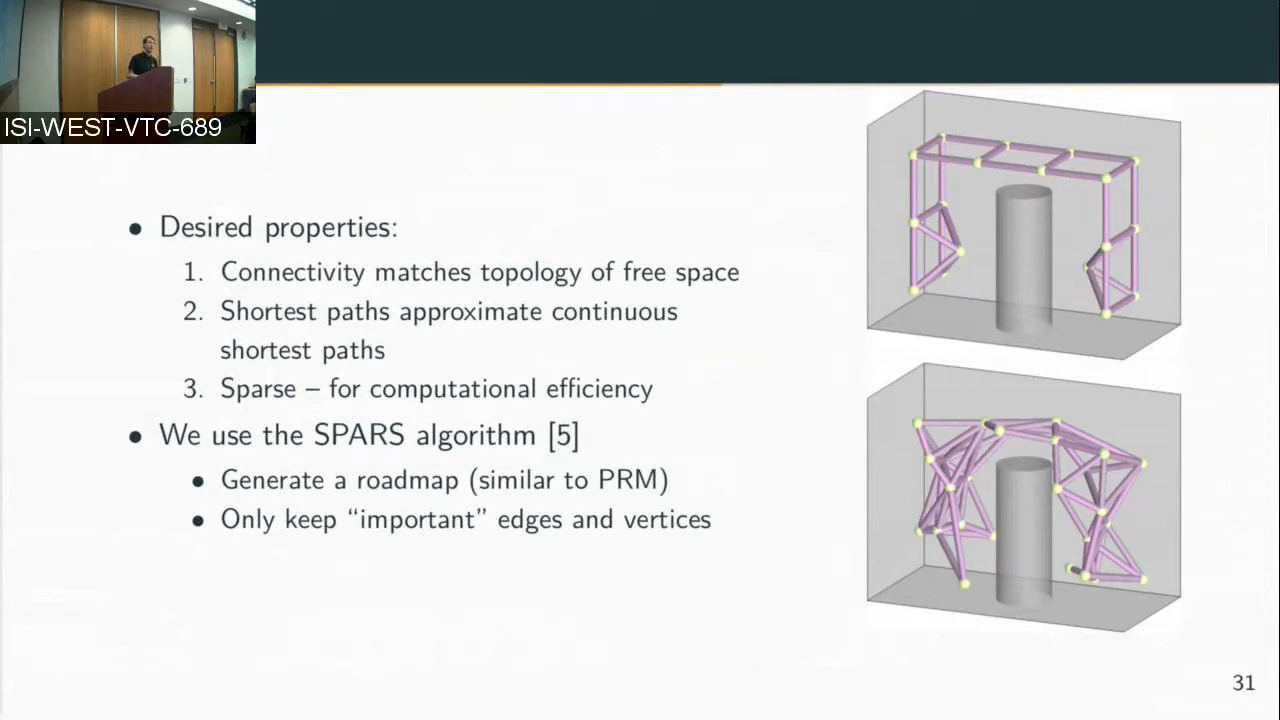 ISI-WEST-VTC-689
• Desired properties:
1. Connectivity matches topology of free space
2. Shortest paths approximate continuous
shortest paths
3. Sparse – for computational efficiency
• We use the SPARS algorithm [5]
• Generate a roadmap (similar to PRM)
• Only keep “important” edges and vertices
31